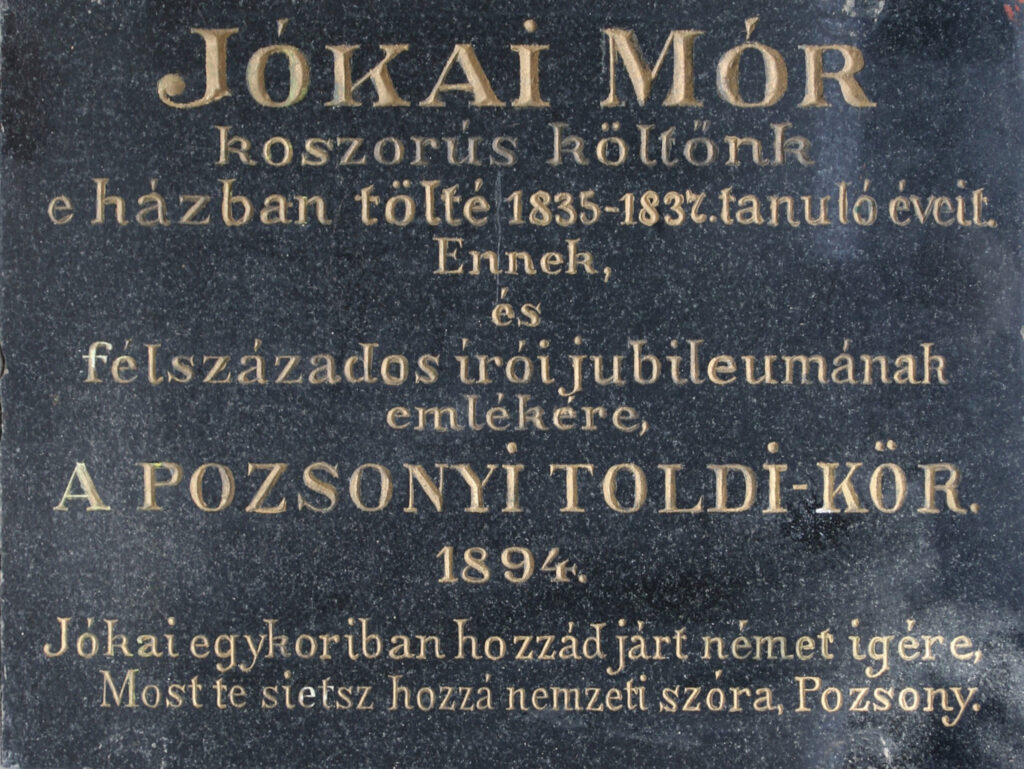 JÓKAI MÓR
koszorús költőnk
e házban tölté 1835-1837. tanuló éveit.
Ennek,
és
félszázados írói jubileumának
emlékére,
A POZSONYI TOLDI-KÖR.
1894.
Jókai egykoriban hozzád járt német igére,
Most te sietsz hozzá nemzeti szóra, Pozsony.